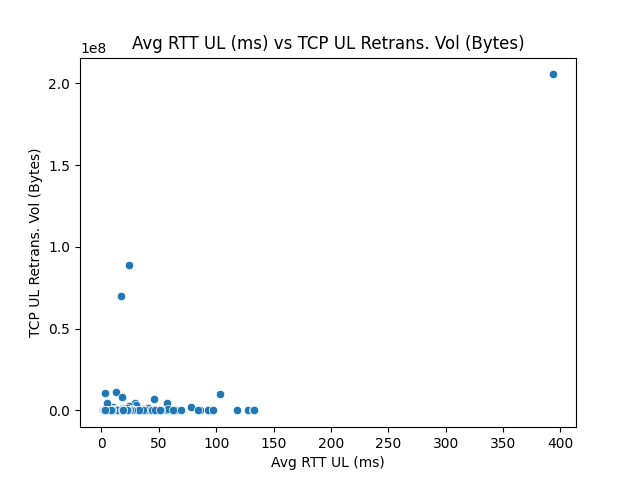 Avg RTT UL (ms) vs TCP UL Retrans. Vol (Bytes)
1e8
2.0
1.5
1.0
0.5
0.0
TCP UL Retrans. Vol (Bytes)
0 50 100 150 200 250 300 350 400
Avg RTT UL (ms)